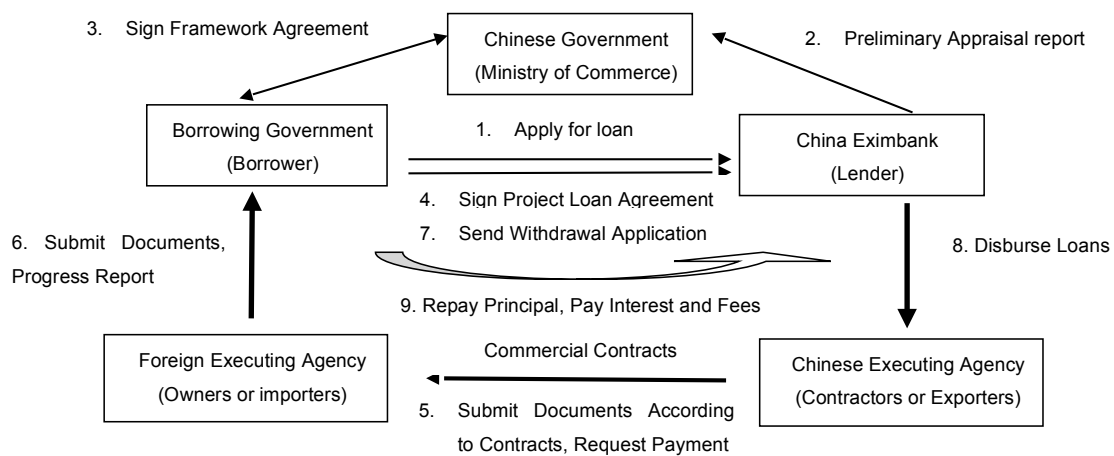 3. Sign Framework Agreement
Chinese Government
(Ministry of Commerce)
2. Preliminary Appraisal report
Borrowing Government
(Borrower)
1. Apply for loan
China Eximbank
(Lender)
4. Sign Project Loan Agreement
7. Send Withdrawal Application
6. Submit Documents,
Progress Report
8. Disburse Loans
9. Repay Principal, Pay Interest and Fees
Foreign Executing Agency
(Owners or importers)
Commercial Contracts
Chinese Executing Agency
(Contractors or Exporters)
5. Submit Documents According
to Contracts, Request Payment